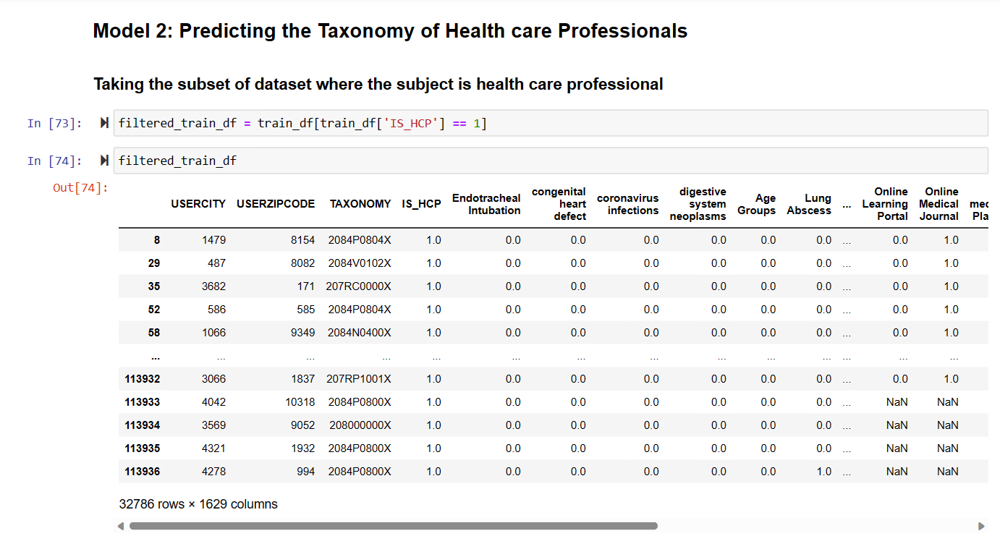 Model 2: Predicting the Taxonomy of Health care Professionals
Taking the subset of dataset where the subject is health care professional
In [73]: filtered_train_df = train_df[train_df['IS_HCP'] == 1]
In [74]: filtered_train_df
Out[74]:
USERCITY USERZIPCODE TAXONOMY IS_HCP Endotracheal Intubation congenital heart defect coronavirus infections digestive system neoplasms Age Groups Lung Abscess ... Online Learning Portal Online Medical Journal
8 1479 8154 2084P0804X 1.0 0.0 0.0 0.0 0.0 0.0 0.0 ... 0.0 1.0
29 487 8082 2084V0102X 1.0 0.0 0.0 0.0 0.0 0.0 0.0 ... 0.0 1.0
35 3682 171 207RC0000X 1.0 0.0 0.0 0.0 0.0 0.0 0.0 ... 0.0 1.0
52 586 585 2084P0804X 1.0 0.0 0.0 0.0 0.0 0.0 0.0 ... 0.0 1.0
58 1066 9349 2084N0400X 1.0 0.0 0.0 0.0 0.0 0.0 0.0 ... 0.0 1.0
... ... ... ... ... ... ... ... ... ... ... ... ... ...
113932 3066 1837 207RP1001X 1.0 0.0 0.0 0.0 0.0 0.0 0.0 ... 0.0 1.0
113933 4042 10318 2084P0800X 1.0 0.0 0.0 0.0 0.0 0.0 0.0 ... NaN NaN
113934 3569 9052 208000000X 1.0 0.0 0.0 0.0 0.0 0.0 0.0 ... NaN NaN
113935 4321 1932 2084P0800X 1.0 0.0 0.0 0.0 0.0 0.0 0.0 ... NaN NaN
113936 4278 994 2084P0800X 1.0 0.0 0.0 0.0 0.0 0.0 1.0 ... NaN NaN
32786 rows × 1629 columns